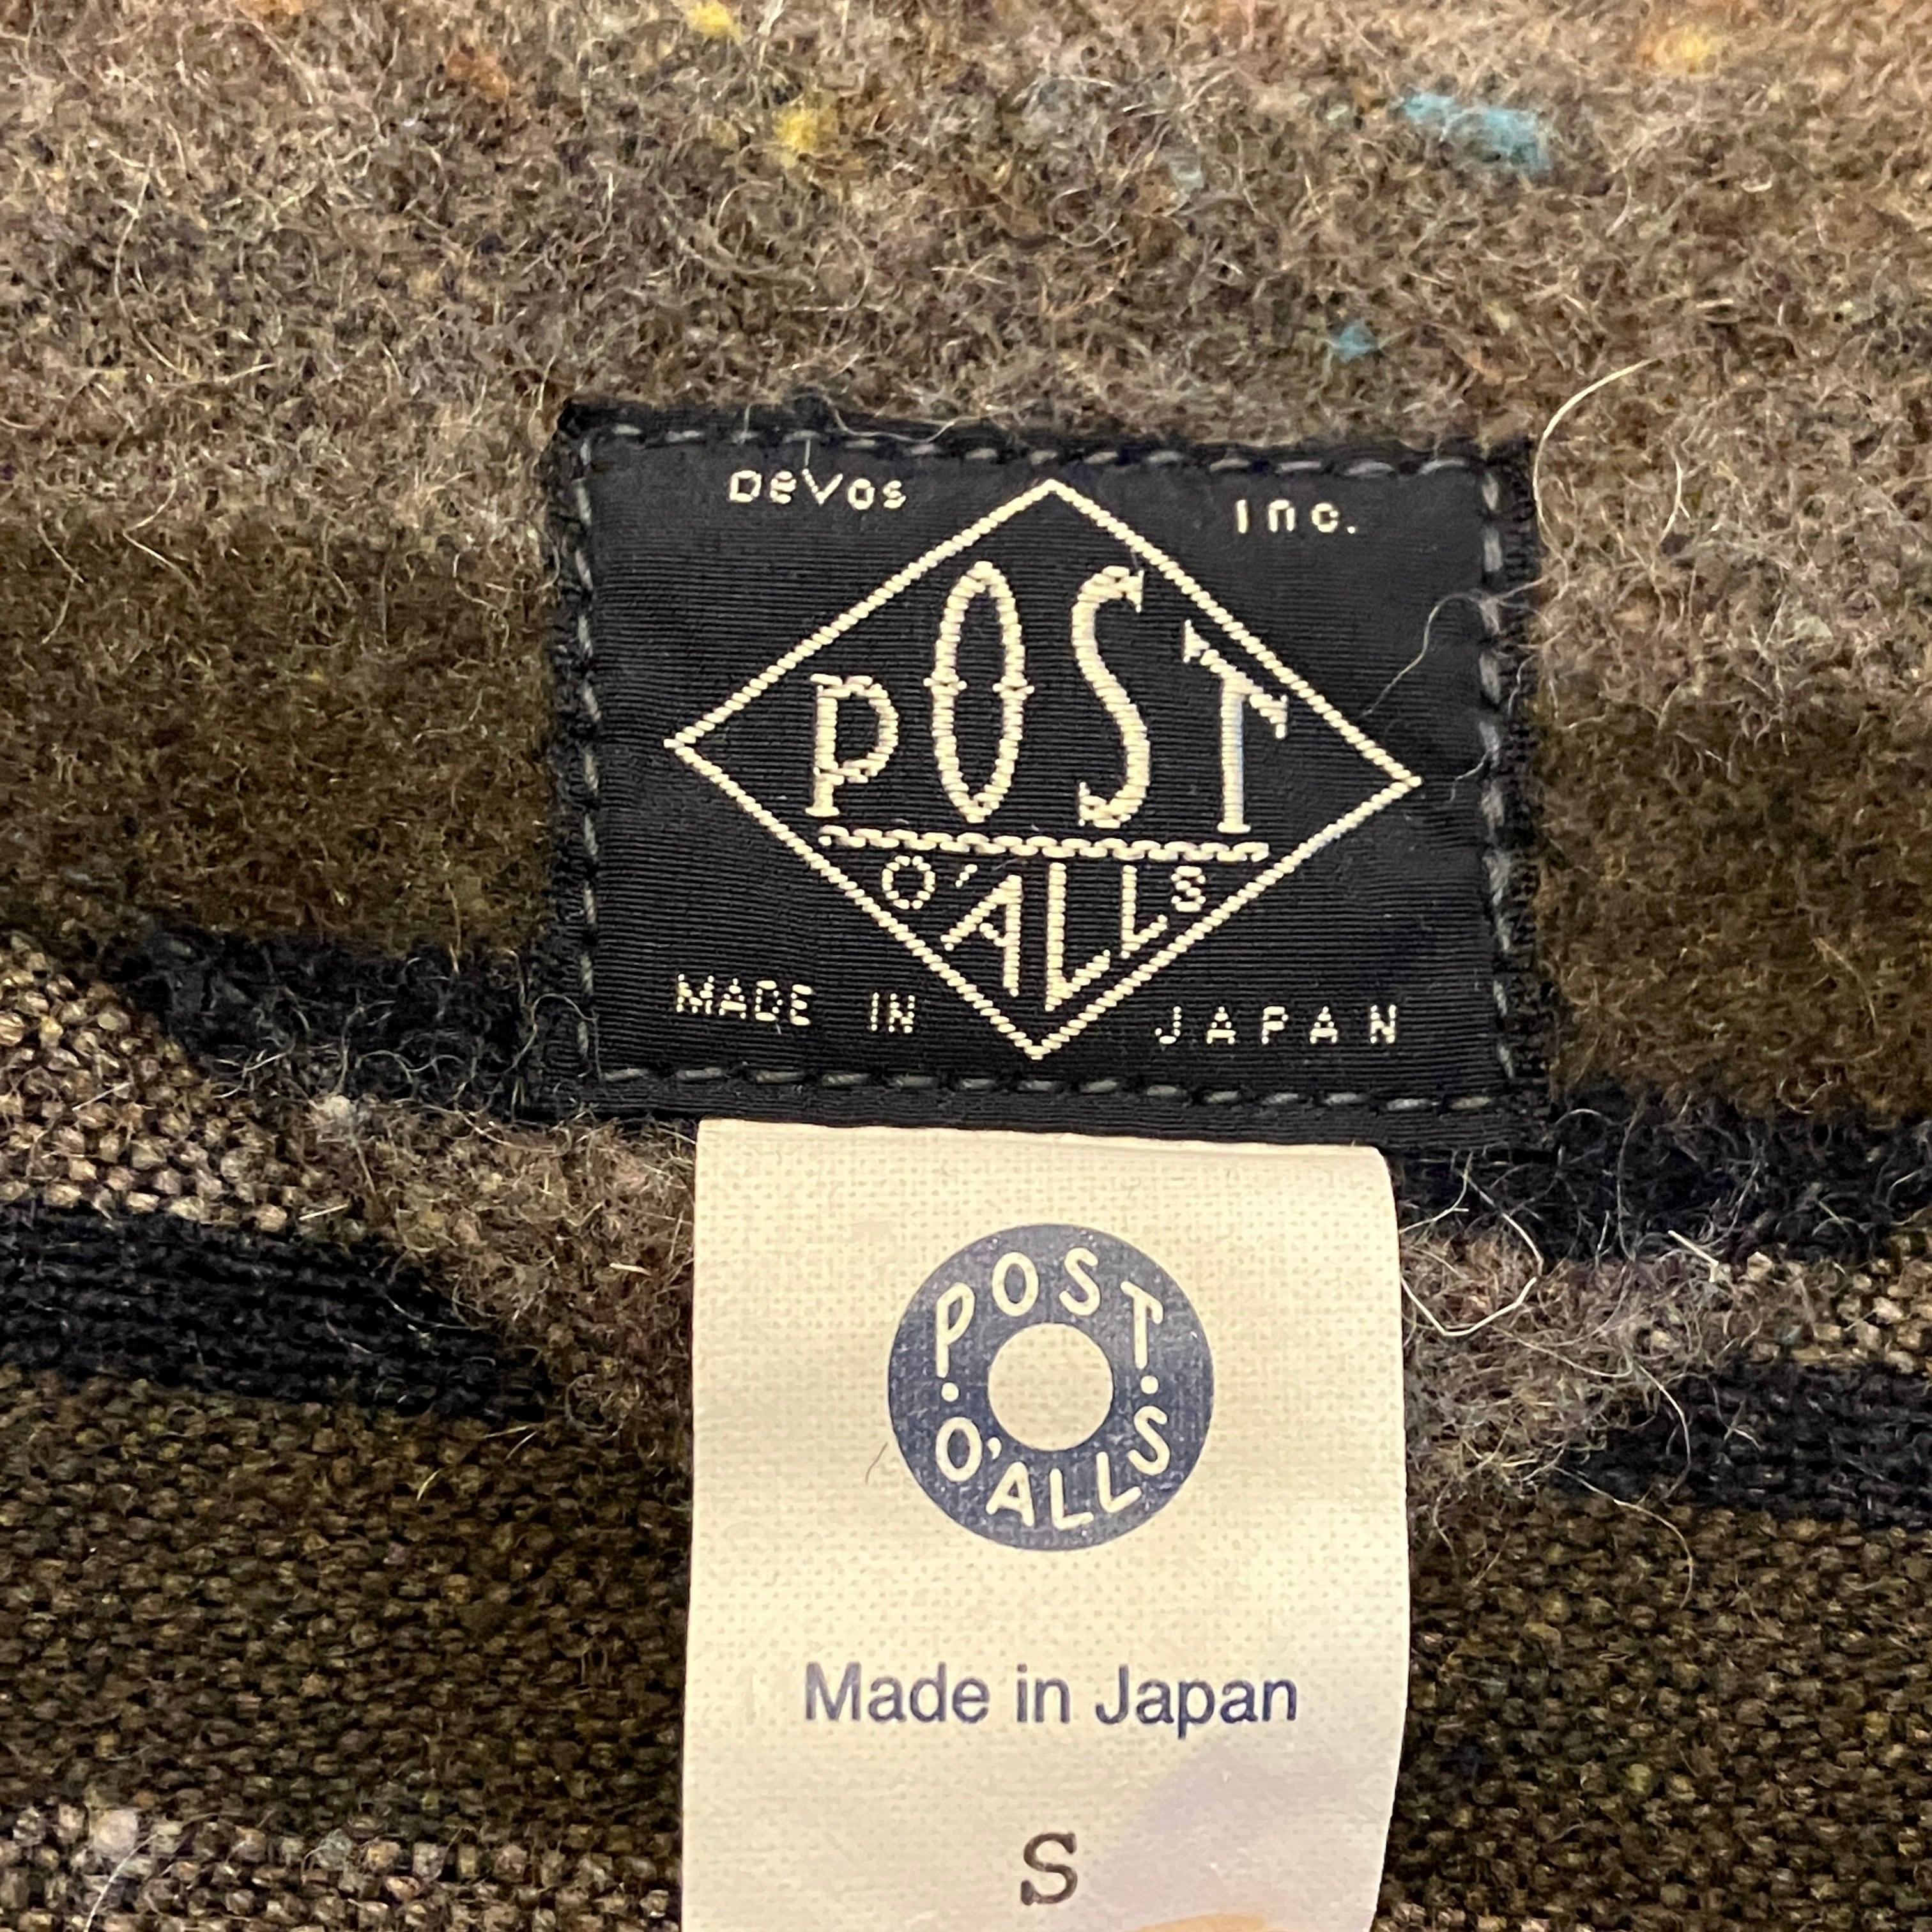 DeVos Inc.
POST
O'ALLS
MADE IN JAPAN
POST
O'ALLS
Made in Japan
S